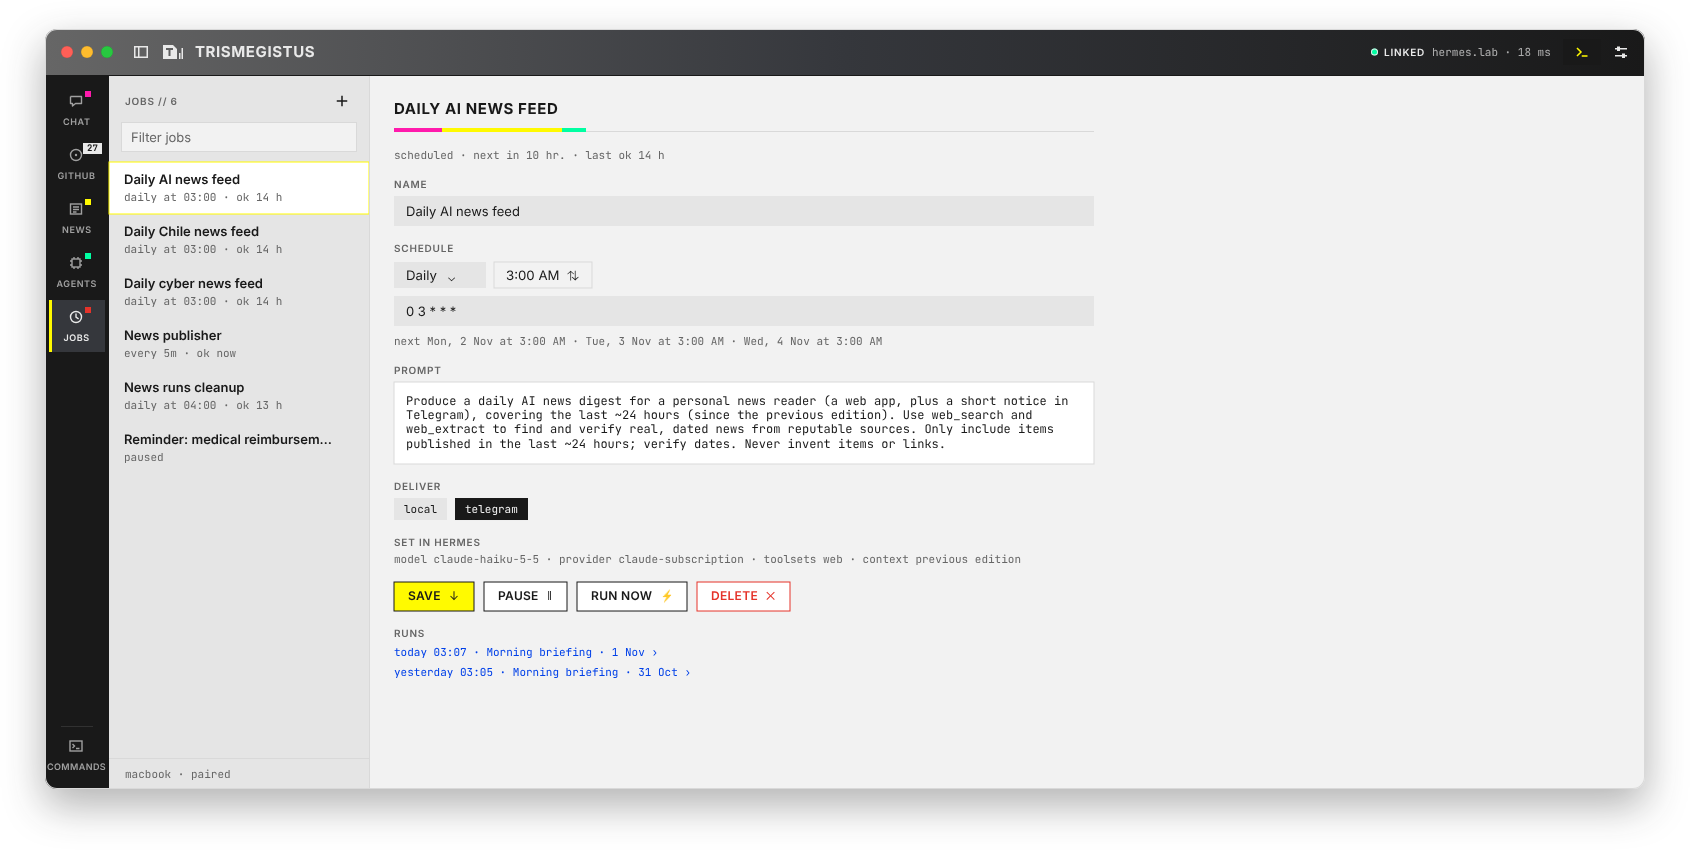 TRISMEGISTUS
LINKED hermes.lab · 18 ms
CHAT
27
GITHUB
NEWS
AGENTS
JOBS
COMMANDS
JOBS // 6
Filter jobs
Daily AI news feed
daily at 03:00 · ok 14 h
Daily Chile news feed
daily at 03:00 · ok 14 h
Daily cyber news feed
daily at 03:00 · ok 14 h
News publisher
every 5m · ok now
News runs cleanup
daily at 04:00 · ok 13 h
Reminder: medical reimbursem...
paused
macbook · paired
DAILY AI NEWS FEED
scheduled · next in 10 hr. · last ok 14 h
NAME
Daily AI news feed
SCHEDULE
Daily
3:00 AM
0 3 * * *
next Mon, 2 Nov at 3:00 AM · Tue, 3 Nov at 3:00 AM · Wed, 4 Nov at 3:00 AM
PROMPT
Produce a daily AI news digest for a personal news reader (a web app, plus a short notice in
Telegram), covering the last ~24 hours (since the previous edition). Use web_search and
web_extract to find and verify real, dated news from reputable sources. Only include items
published in the last ~24 hours; verify dates. Never invent items or links.
DELIVER
local
telegram
SET IN HERMES
model claude-haiku-5-5 · provider claude-subscription · toolsets web · context previous edition
SAVE ↓
PAUSE
RUN NOW ⚡
DELETE ×
RUNS
today 03:07 · Morning briefing · 1 Nov ›
yesterday 03:05 · Morning briefing · 31 Oct ›